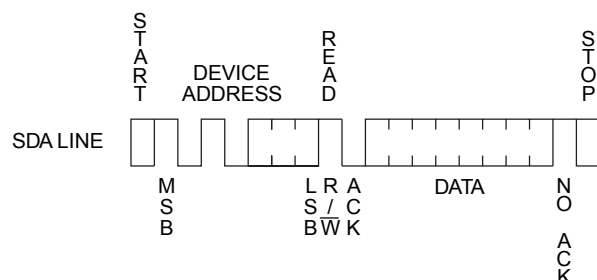 START
READ
STOP
DEVICE
ADDRESS
SDA LINE
MSB
LSB
R/W
ACK
DATA
NO ACK